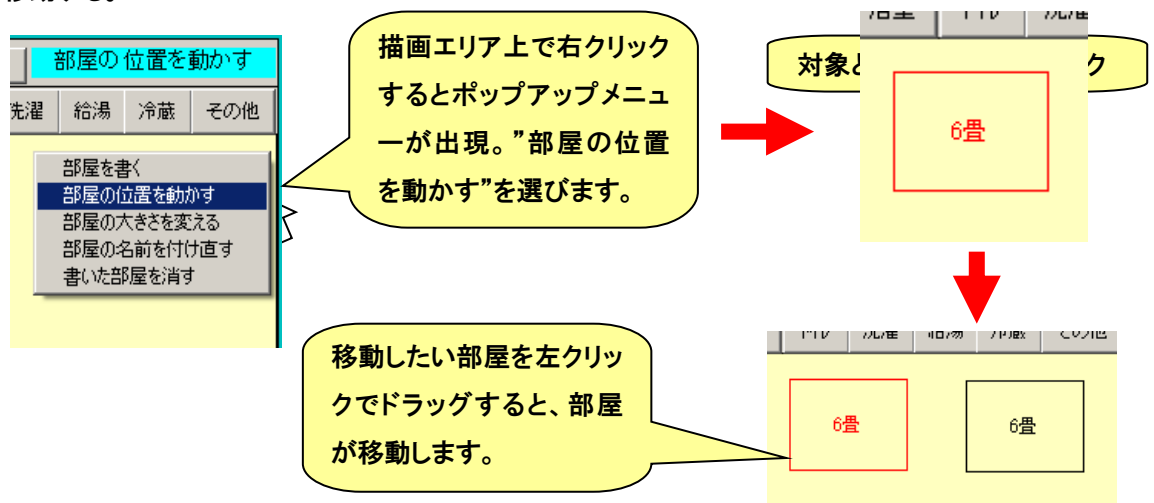 部屋の位置を動かす
洗濯 給湯 冷蔵 その他
部屋を書く
部屋の位置を動かす
部屋の大きさを変える
部屋の名前を付け直す
書いた部屋を消す
描画エリア上で右クリック
するとポップアップメニュ
ーが出現。”部屋の位置
を動かす”を選びます。
対象
ク
6畳
移動したい部屋を左クリッ
クでドラッグすると、部屋
が移動します。
6畳
6畳